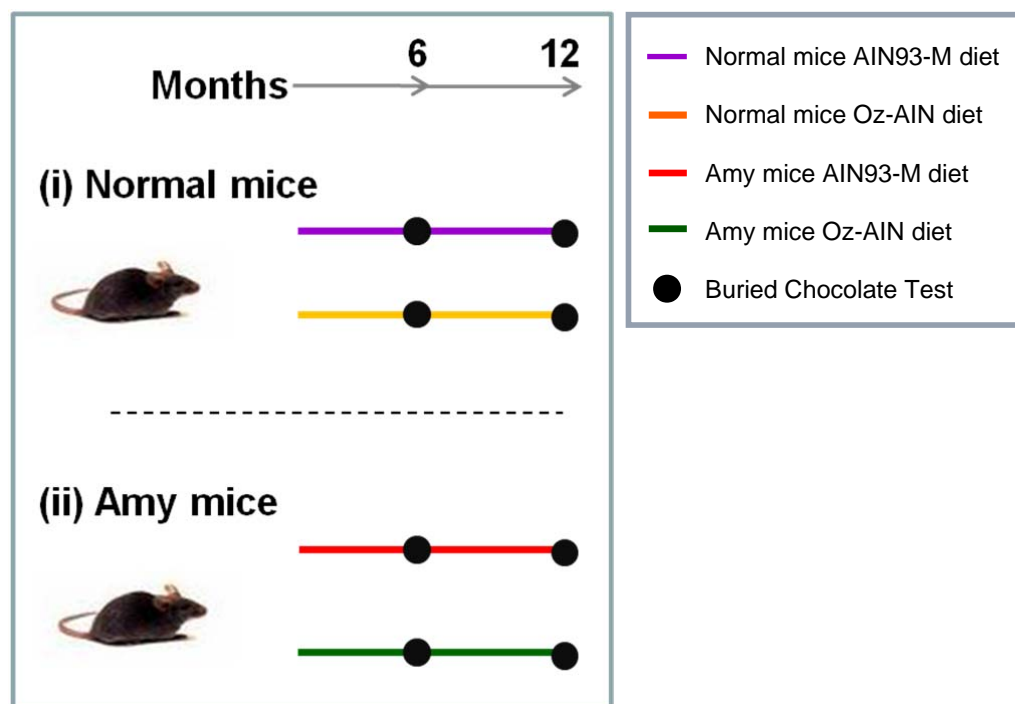 6 12
Months
(i) Normal mice
(ii) Amy mice
Normal mice AIN93-M diet
Normal mice Oz-AIN diet
Amy mice AIN93-M diet
Amy mice Oz-AIN diet
Buried Chocolate Test